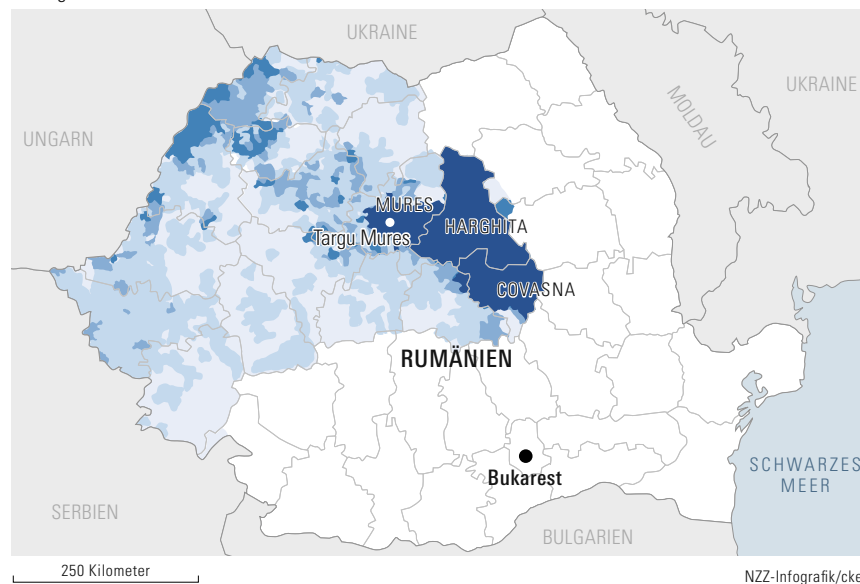 UKRAINE
UKRAINE
MOLDAU
UNGARN
MURES
HARGHITA
Targu Mures
COVASNA
RUMÄNIEN
SCHWARZES
MEER
Bukarest
SERBIEN
BULGARIEN
250 Kilometer
NZZ-Infografik/cke